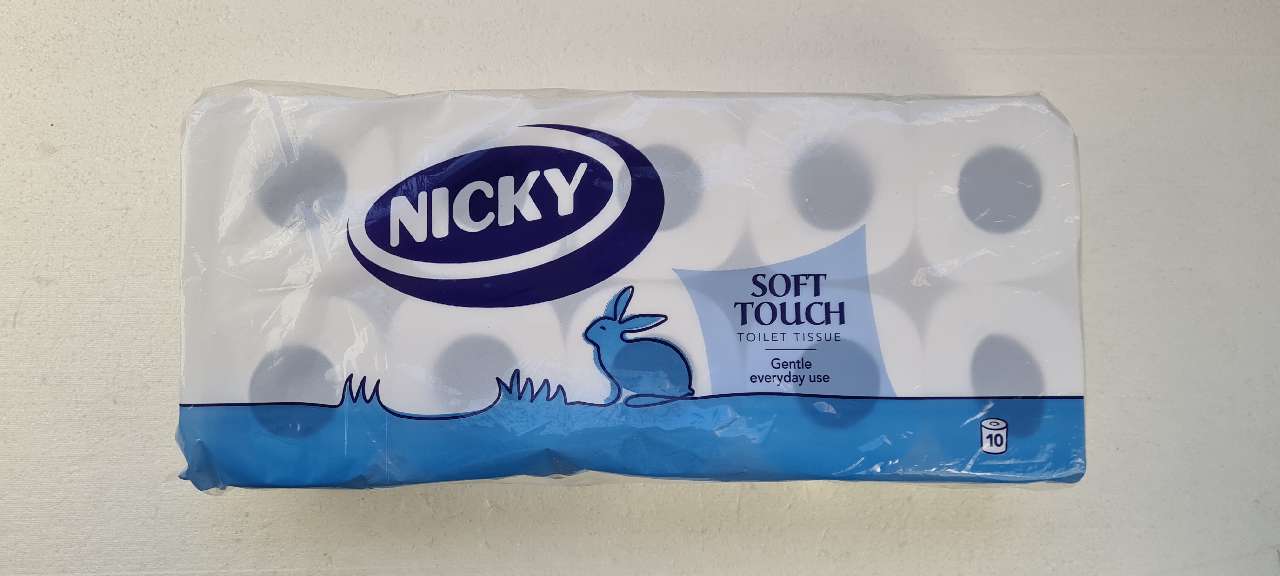 NICKY
SOFT
TOUCH
TOILET TISSUE
Gentle
everyday use
10